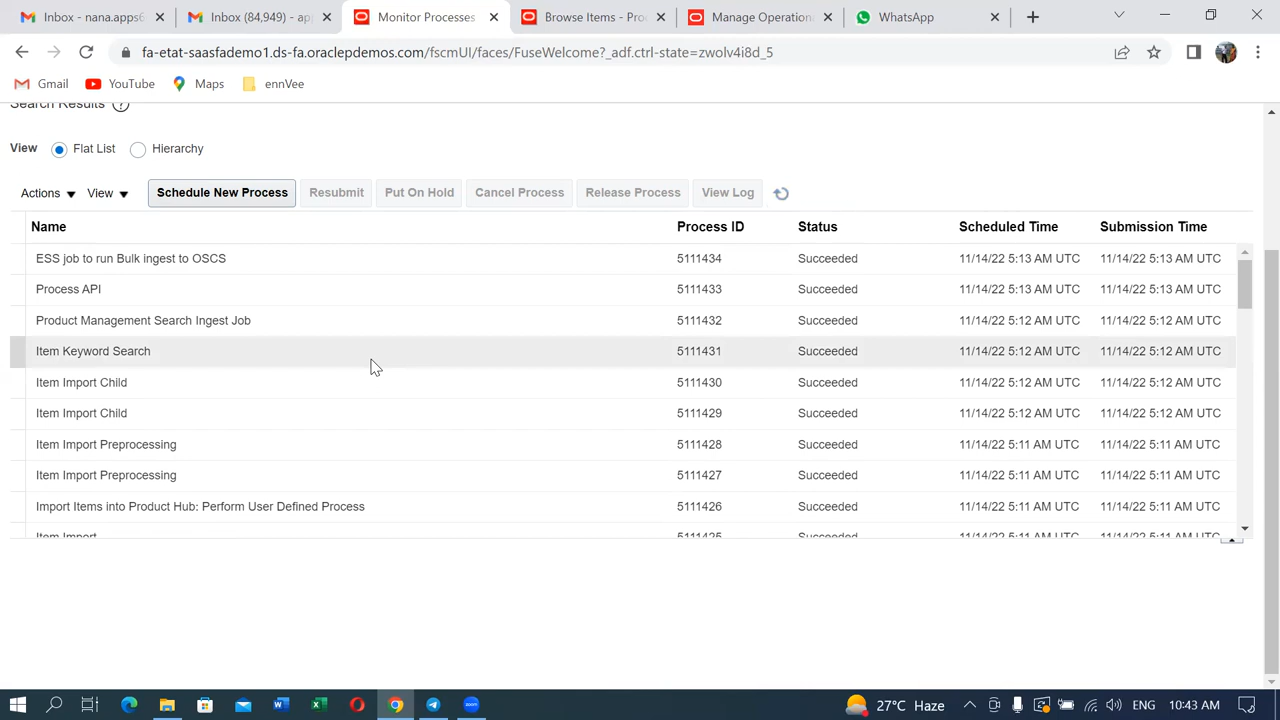 Inbox - nana.apps6
Inbox (84,949) - app
Monitor Processes
Browse Items - Pro
Manage Operationa
WhatsApp
fa-etat-saasfademo1.ds-fa.oraclepdemos.com/fscmUI/faces/FuseWelcome?_adf.ctrl-state=zwolv4i8d_5
Gmail
YouTube
Maps
ennVee
Search Results
View
Flat List
Hierarchy
Actions
View
Schedule New Process
Resubmit
Put On Hold
Cancel Process
Release Process
View Log
Name Process ID Status Scheduled Time Submission Time
ESS job to run Bulk ingest to OSCS 5111434 Succeeded 11/14/22 5:13 AM UTC 11/14/22 5:13 AM UTC
Process API 5111433 Succeeded 11/14/22 5:13 AM UTC 11/14/22 5:13 AM UTC
Product Management Search Ingest Job 5111432 Succeeded 11/14/22 5:12 AM UTC 11/14/22 5:12 AM UTC
Item Keyword Search 5111431 Succeeded 11/14/22 5:12 AM UTC 11/14/22 5:12 AM UTC
Item Import Child 5111430 Succeeded 11/14/22 5:12 AM UTC 11/14/22 5:12 AM UTC
Item Import Child 5111429 Succeeded 11/14/22 5:12 AM UTC 11/14/22 5:12 AM UTC
Item Import Preprocessing 5111428 Succeeded 11/14/22 5:11 AM UTC 11/14/22 5:11 AM UTC
Item Import Preprocessing 5111427 Succeeded 11/14/22 5:11 AM UTC 11/14/22 5:11 AM UTC
Import Items into Product Hub: Perform User Defined Process 5111426 Succeeded 11/14/22 5:11 AM UTC 11/14/22 5:11 AM UTC
Item Import 5111425 Succeeded 11/14/22 5:11 AM UTC 11/14/22 5:11 AM UTC
27°C Haze
ENG
10:43 AM